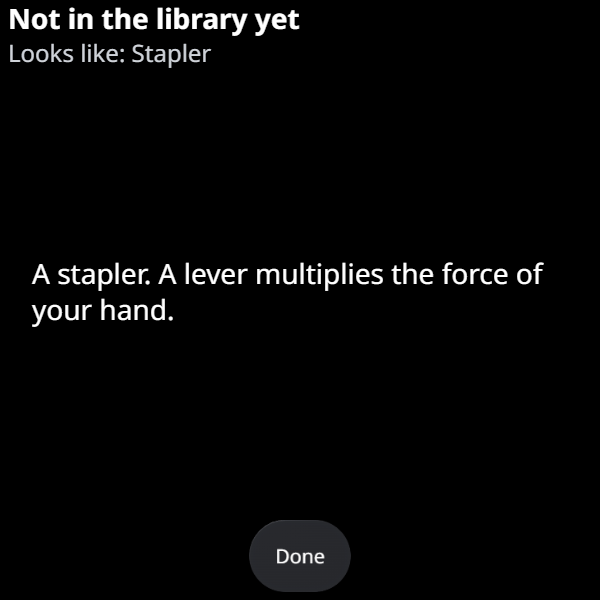 Not in the library yet
Looks like: Stapler
A stapler. A lever multiplies the force of
your hand.
Done